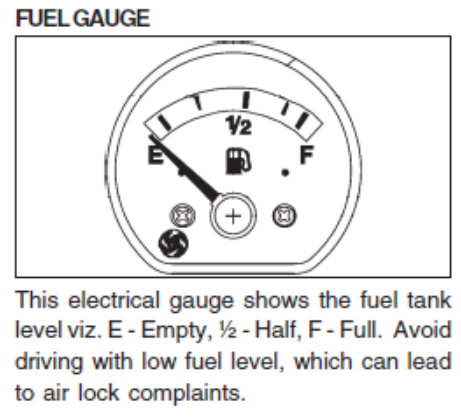 FUEL GAUGE
½
E
F
This electrical gauge shows the fuel tank
level viz. E - Empty, ½ - Half, F - Full. Avoid
driving with low fuel level, which can lead
to air lock complaints.